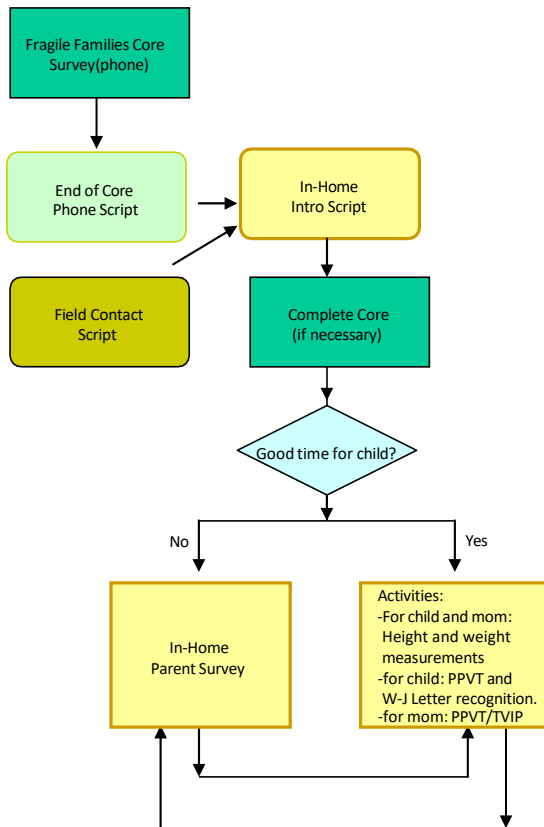 Fragile Families Core
Survey(phone)
End of Core
Phone Script
In-Home
Intro Script
Field Contact
Script
Complete Core
(if necessary)
Good time for child?
No
Yes
In-Home
Parent Survey
Activities:
-For child and mom:
Height and weight
measurements
-for child: PPVT and
W-J Letter recognition.
-for mom: PPVT/TVIP